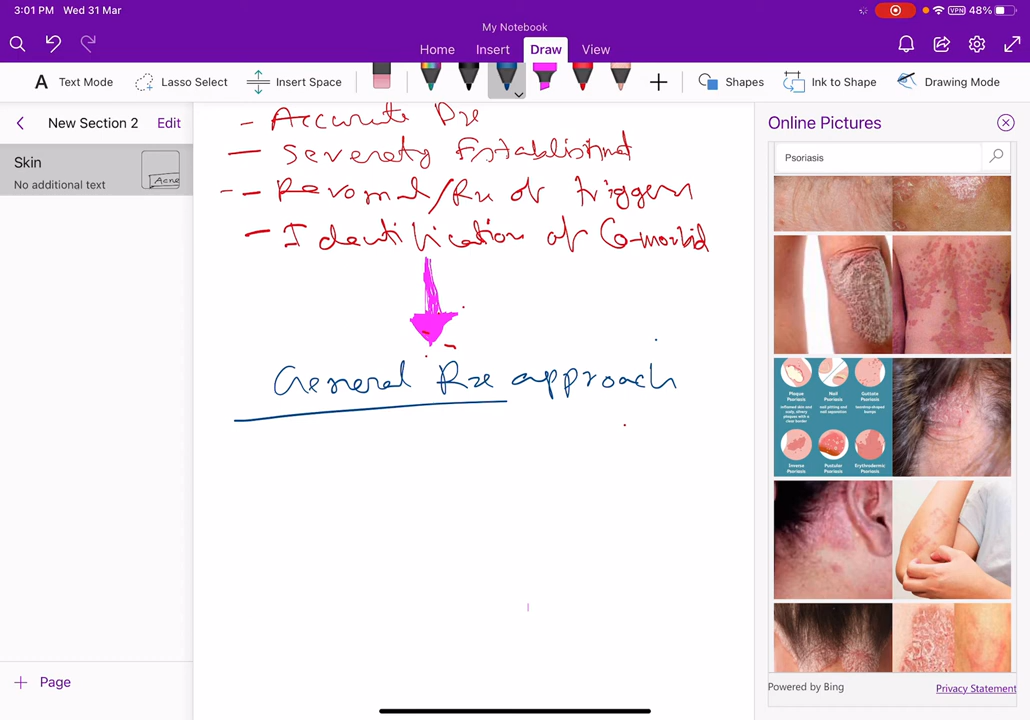 3:01 PM Wed 31 Mar VPN 48%
My Notebook
Home Insert Draw View
A Text Mode Lasso Select Insert Space Shapes Ink to Shape Drawing Mode
New Section 2 Edit
Skin
No additional text
Acne
- Accurate Dx
- Severety Establishment
- Revomal/Rx of triggers
- Identification of Co-morbid
General Rx approach
Online Pictures
Psoriasis
Plaque Psoriasis Nail Psoriasis Guttate Psoriasis
Inverse Psoriasis Pustular Psoriasis Erythrodermic Psoriasis
Powered by Bing Privacy Statement
+ Page